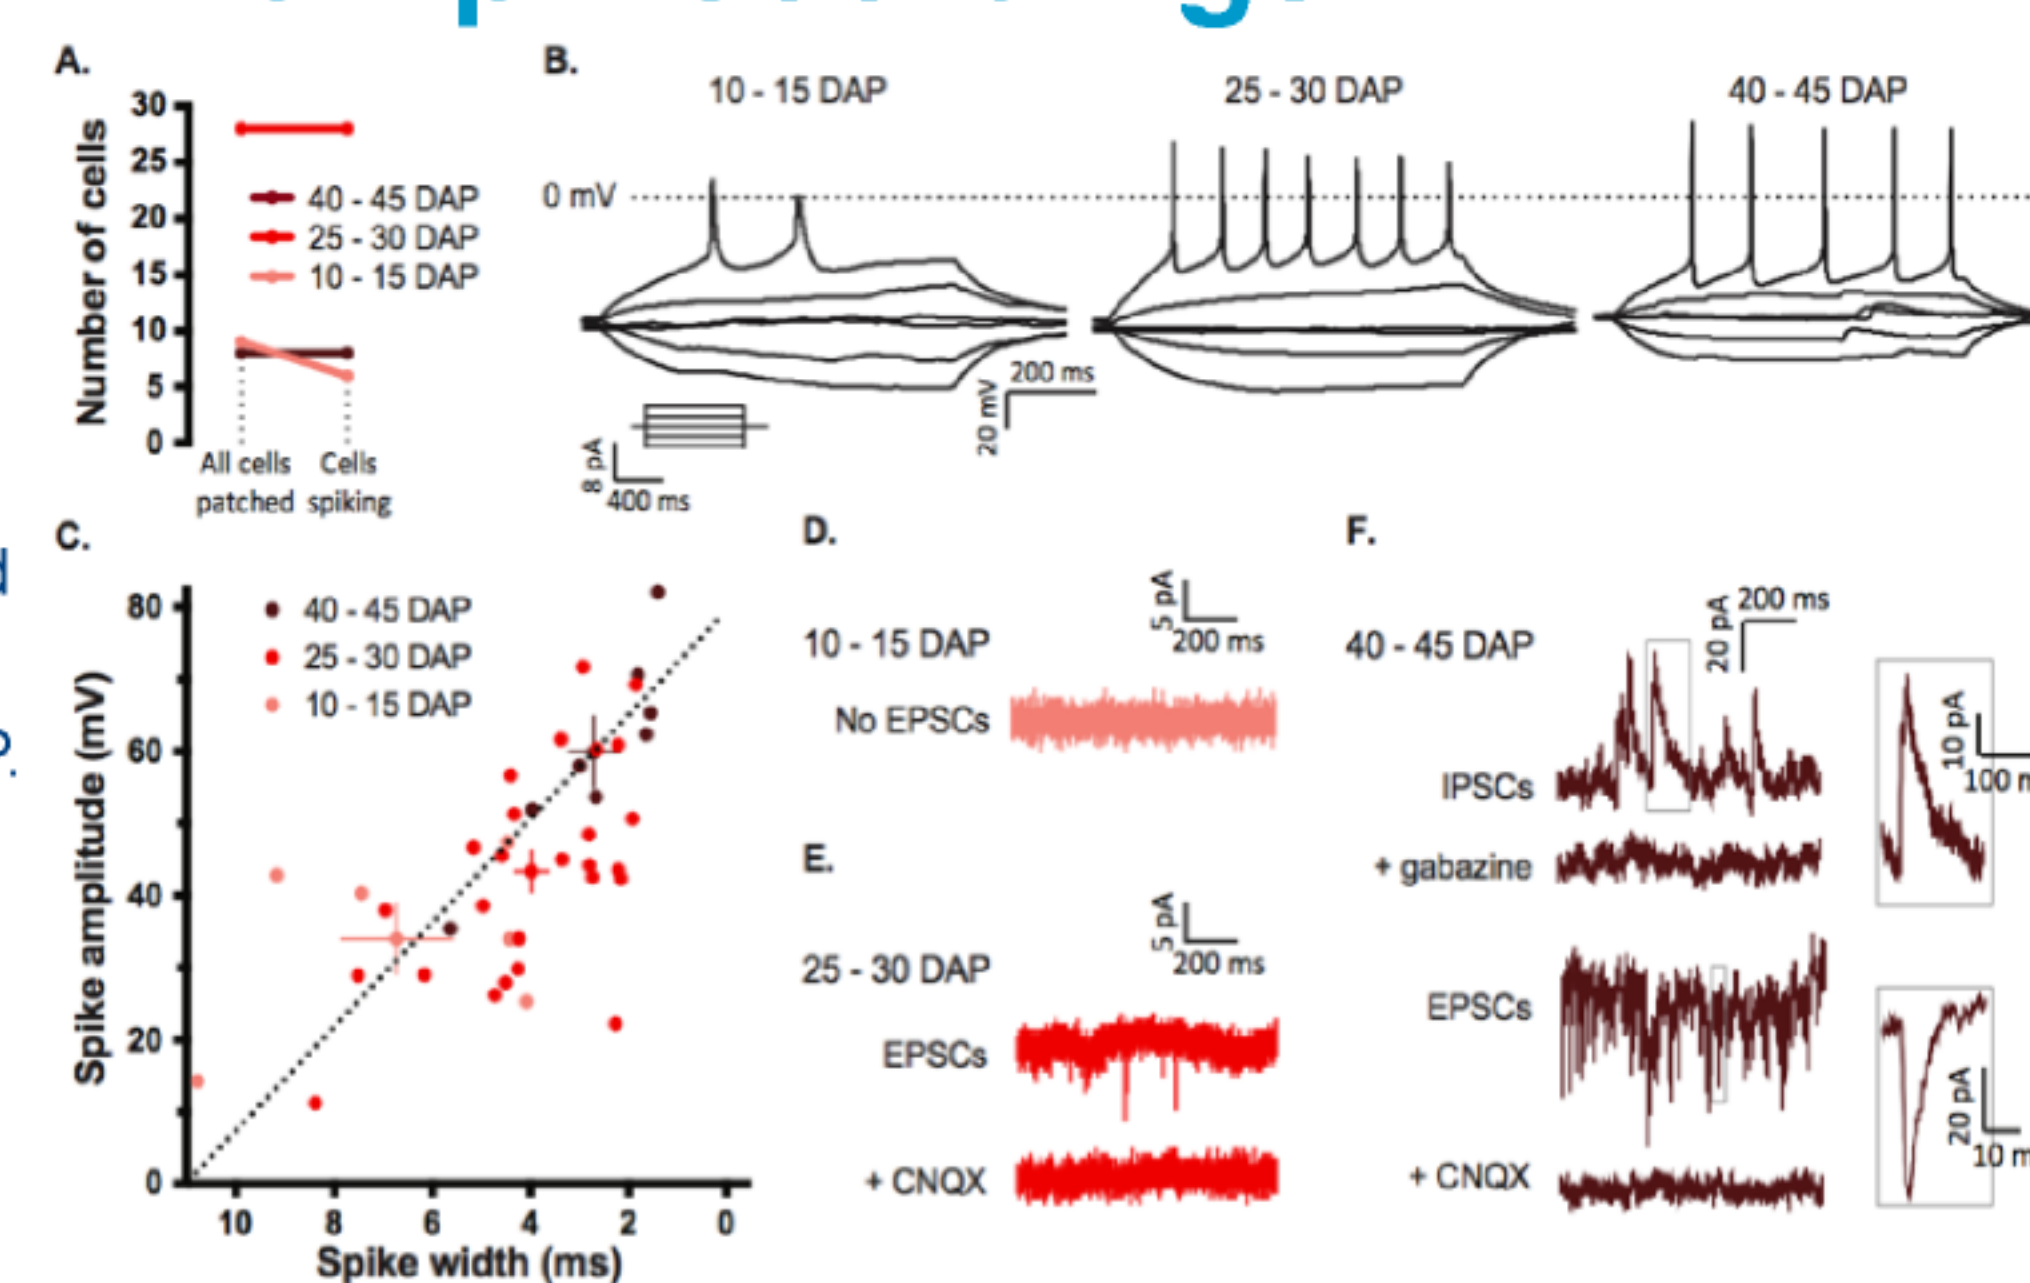 A.
30
25
20
15
10
5
0
Number of cells
40 - 45 DAP
25 - 30 DAP
10 - 15 DAP
All cells patched
Cells spiking
B.
10 - 15 DAP
25 - 30 DAP
40 - 45 DAP
0 mV
200 ms
20 mV
8 pA
400 ms
C.
80
60
40
20
0
Spike amplitude (mV)
40 - 45 DAP
25 - 30 DAP
10 - 15 DAP
10 8 6 4 2 0
Spike width (ms)
D.
5 pA
200 ms
10 - 15 DAP
No EPSCs
E.
5 pA
200 ms
25 - 30 DAP
EPSCs
+ CNQX
F.
200 ms
20 pA
40 - 45 DAP
IPSCs
10 pA
100 m
+ gabazine
EPSCs
20 pA
10 m
+ CNQX